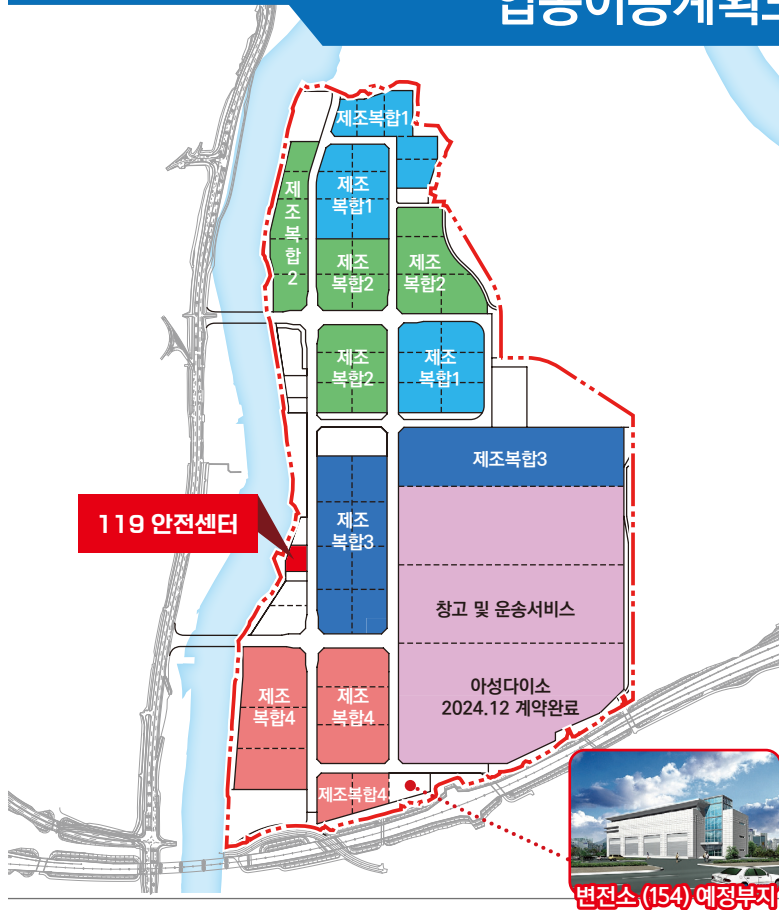 제조복합1
제조
복합1
제
조
복
합
2
제조
복합2
제조
복합2
제조
복합2
제조
복합1
제조복합3
119 안전센터
제조
복합3
창고 및 운송서비스
제조
복합4
제조
복합4
아성다이소
2024.12 계약완료
제조복합4
변전소 (154) 예정부지